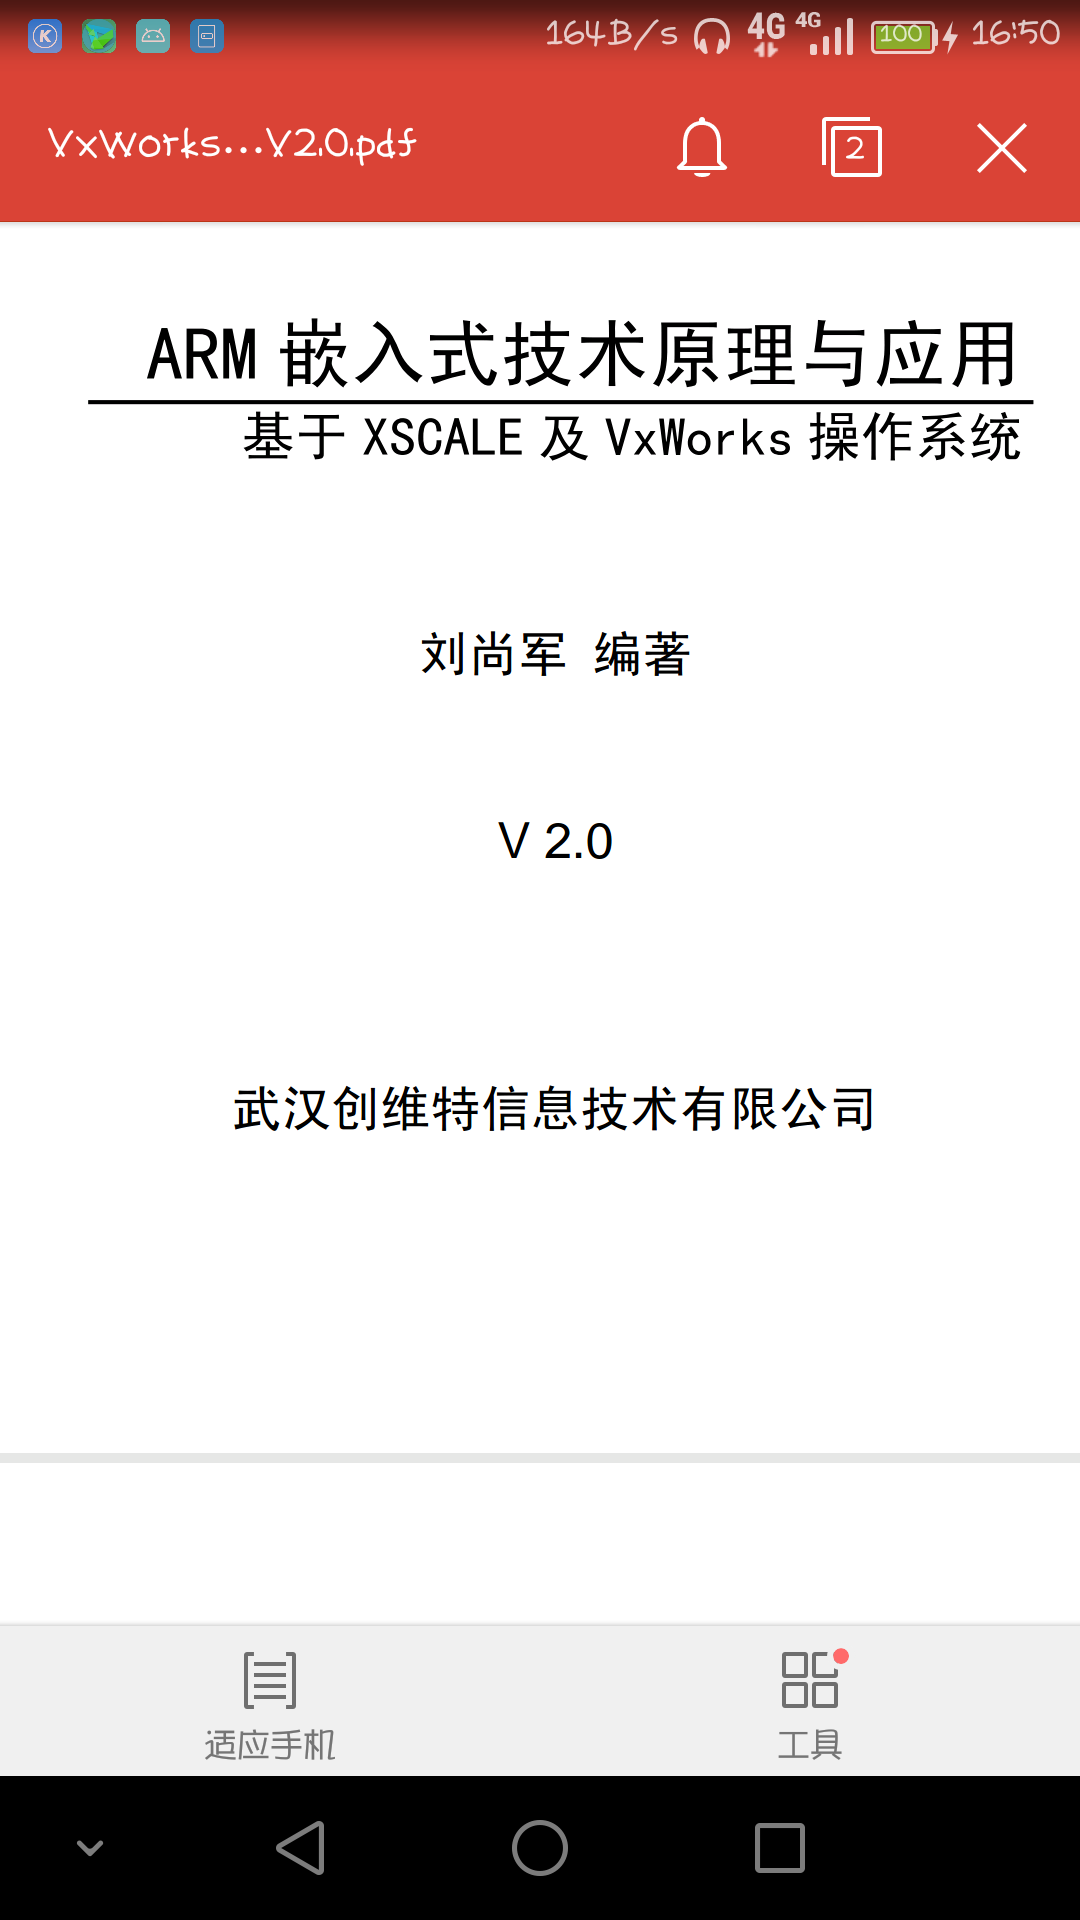 164B/s 4G 4G 100 16:50
VxWorks...V2.0.pdf
2
ARM 嵌入式技术原理与应用
基于 XSCALE 及 VxWorks 操作系统
刘尚军 编著
V 2.0
武汉创维特信息技术有限公司
适应手机
工具